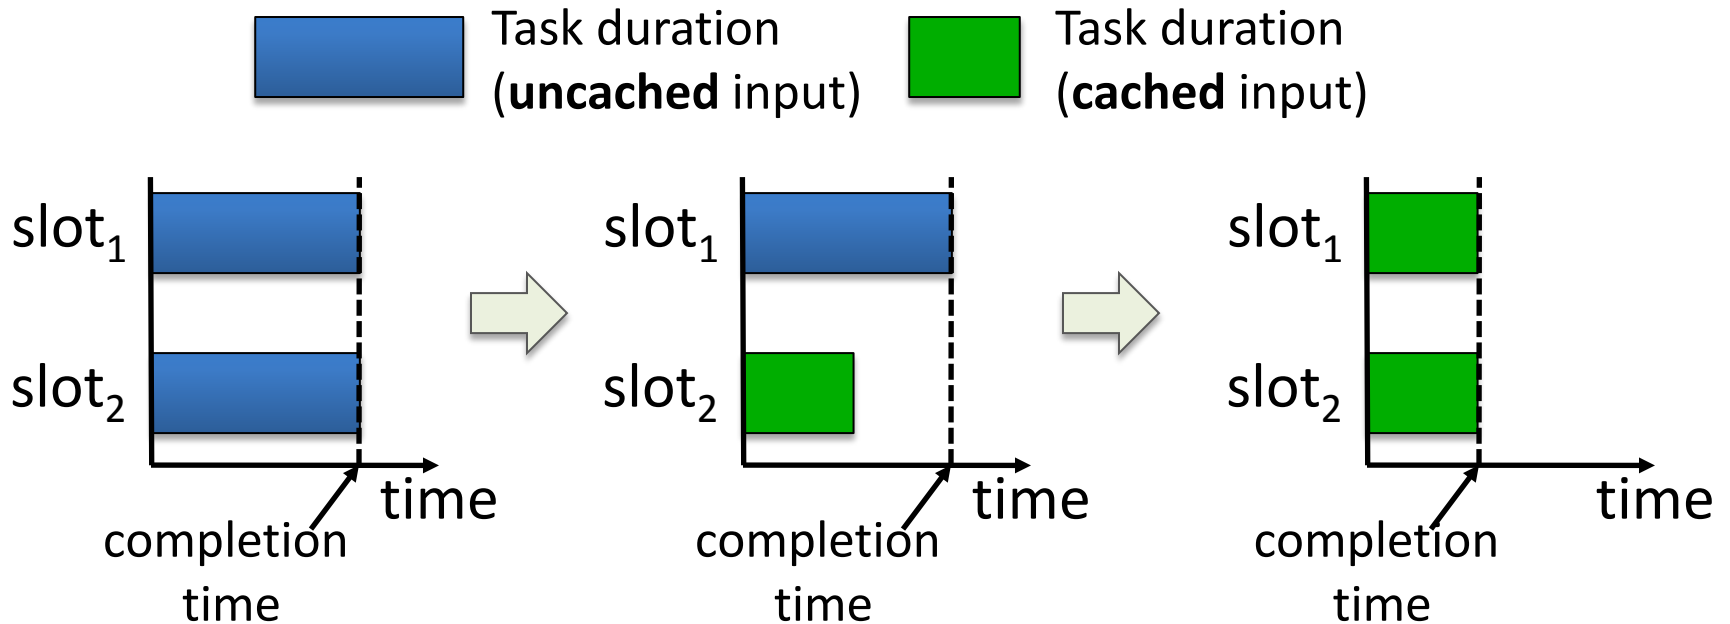 Task duration
(uncached input)
Task duration
(cached input)
slot₁
slot₂
time
completion
time
slot₁
slot₂
time
completion
time
slot₁
slot₂
time
completion
time